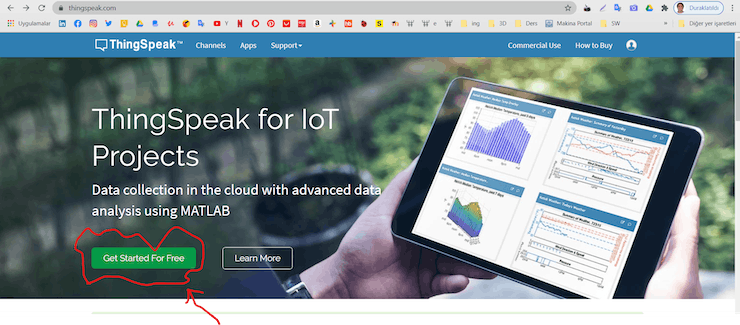 thingspeak.com
Duraklatıldı
Uygulamalar
ing
3D
Ders
Makina Portal
SW
»
Diğer yer işaretleri
ThingSpeak™
Channels
Apps
Support
Commercial Use
How to Buy
ThingSpeak for IoT
Projects
Data collection in the cloud with advanced data
analysis using MATLAB
Get Started For Free
Learn More